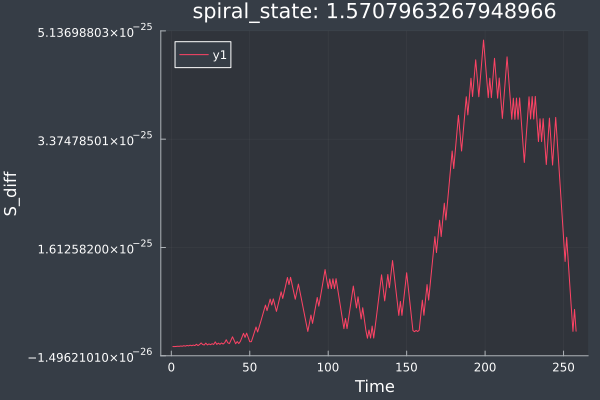 spiral_state: 1.5707963267948966
5.13698803×10⁻²⁵
y1
3.37478501×10⁻²⁵
S_diff
1.61258200×10⁻²⁵
−1.49621010×10⁻²⁶
0 50 100 150 200 250
Time